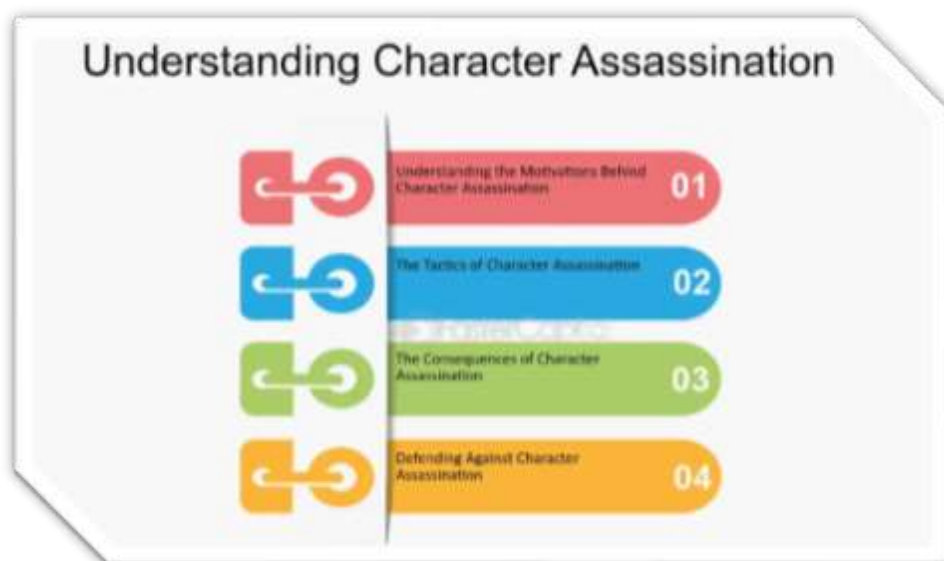 Understanding Character Assassination
Understanding the Motivations Behind
Character Assassination
01
The Tactics of Character Assassination
02
The Consequences of Character
Assassination
03
Defending Against Character
Assassination
04